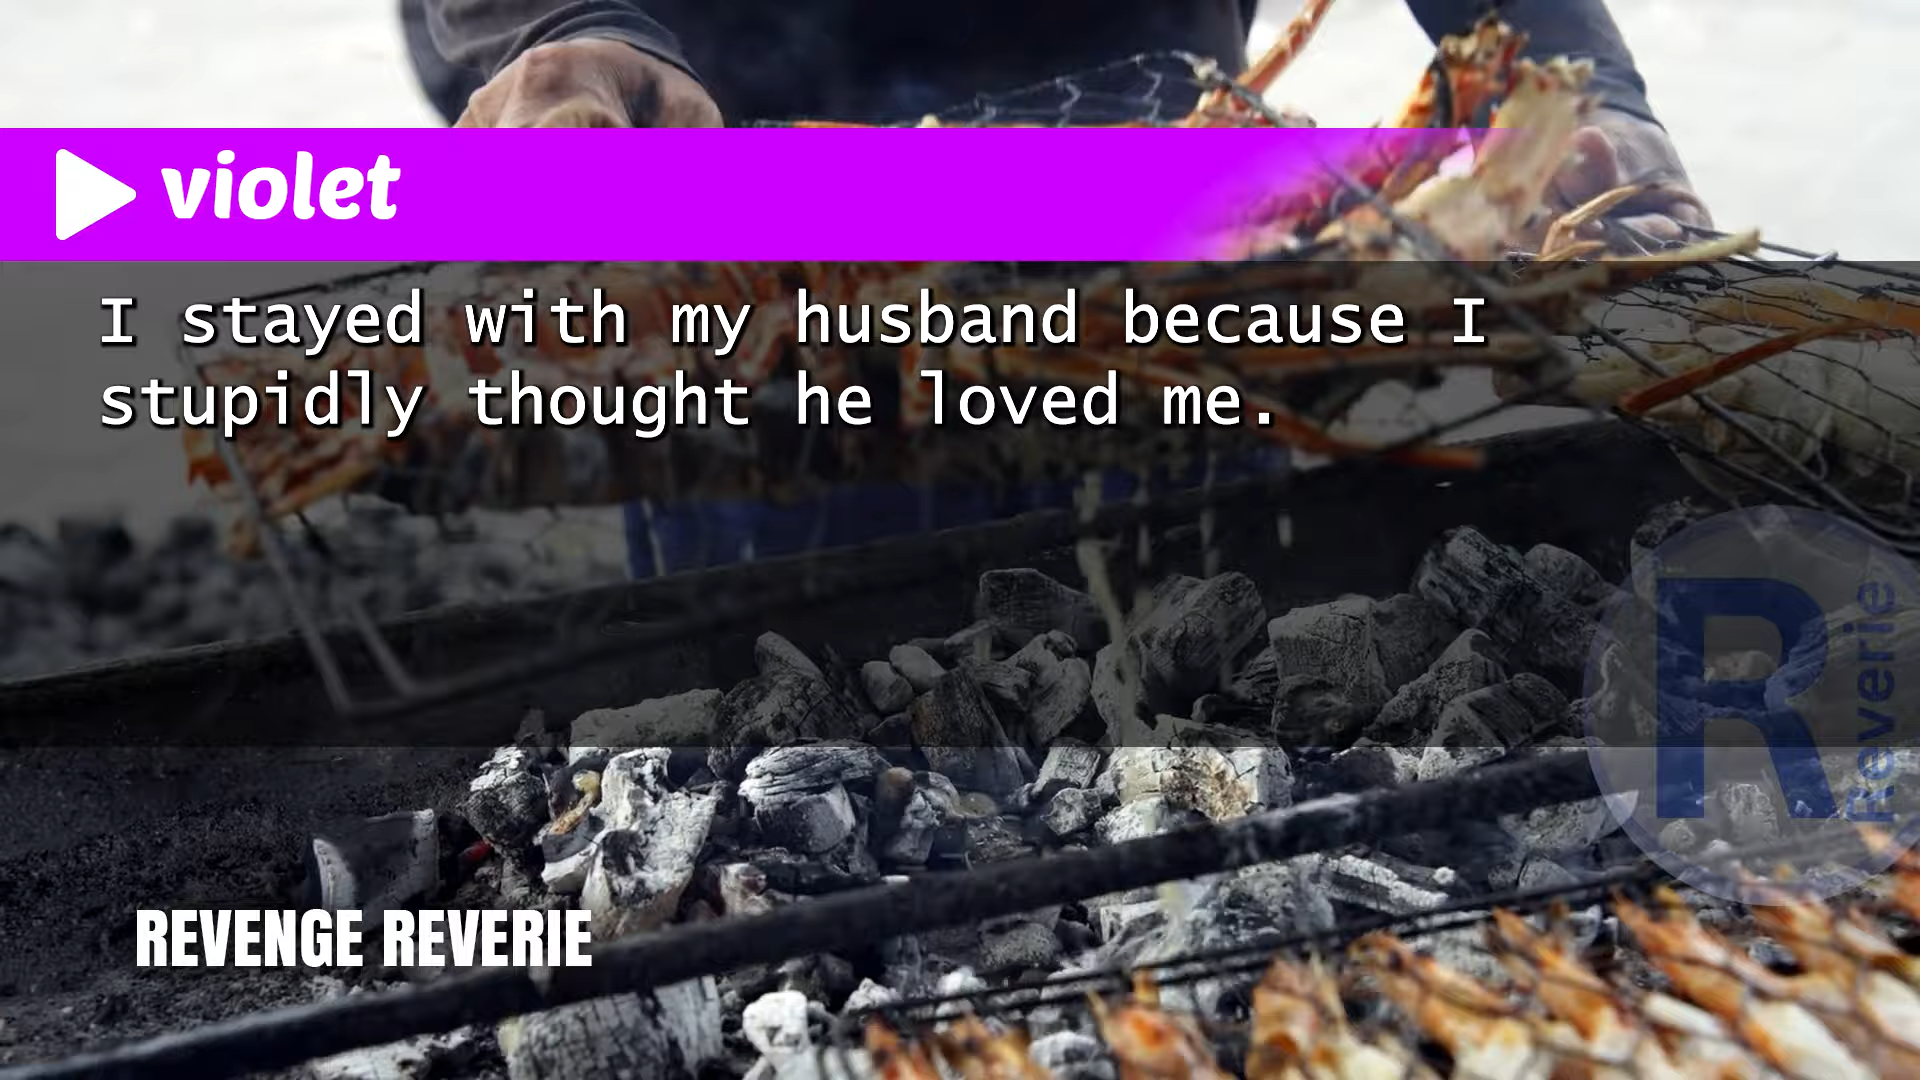 violet
I stayed with my husband because I
stupidly thought he loved me.
R
Reverie
REVENGE REVERIE